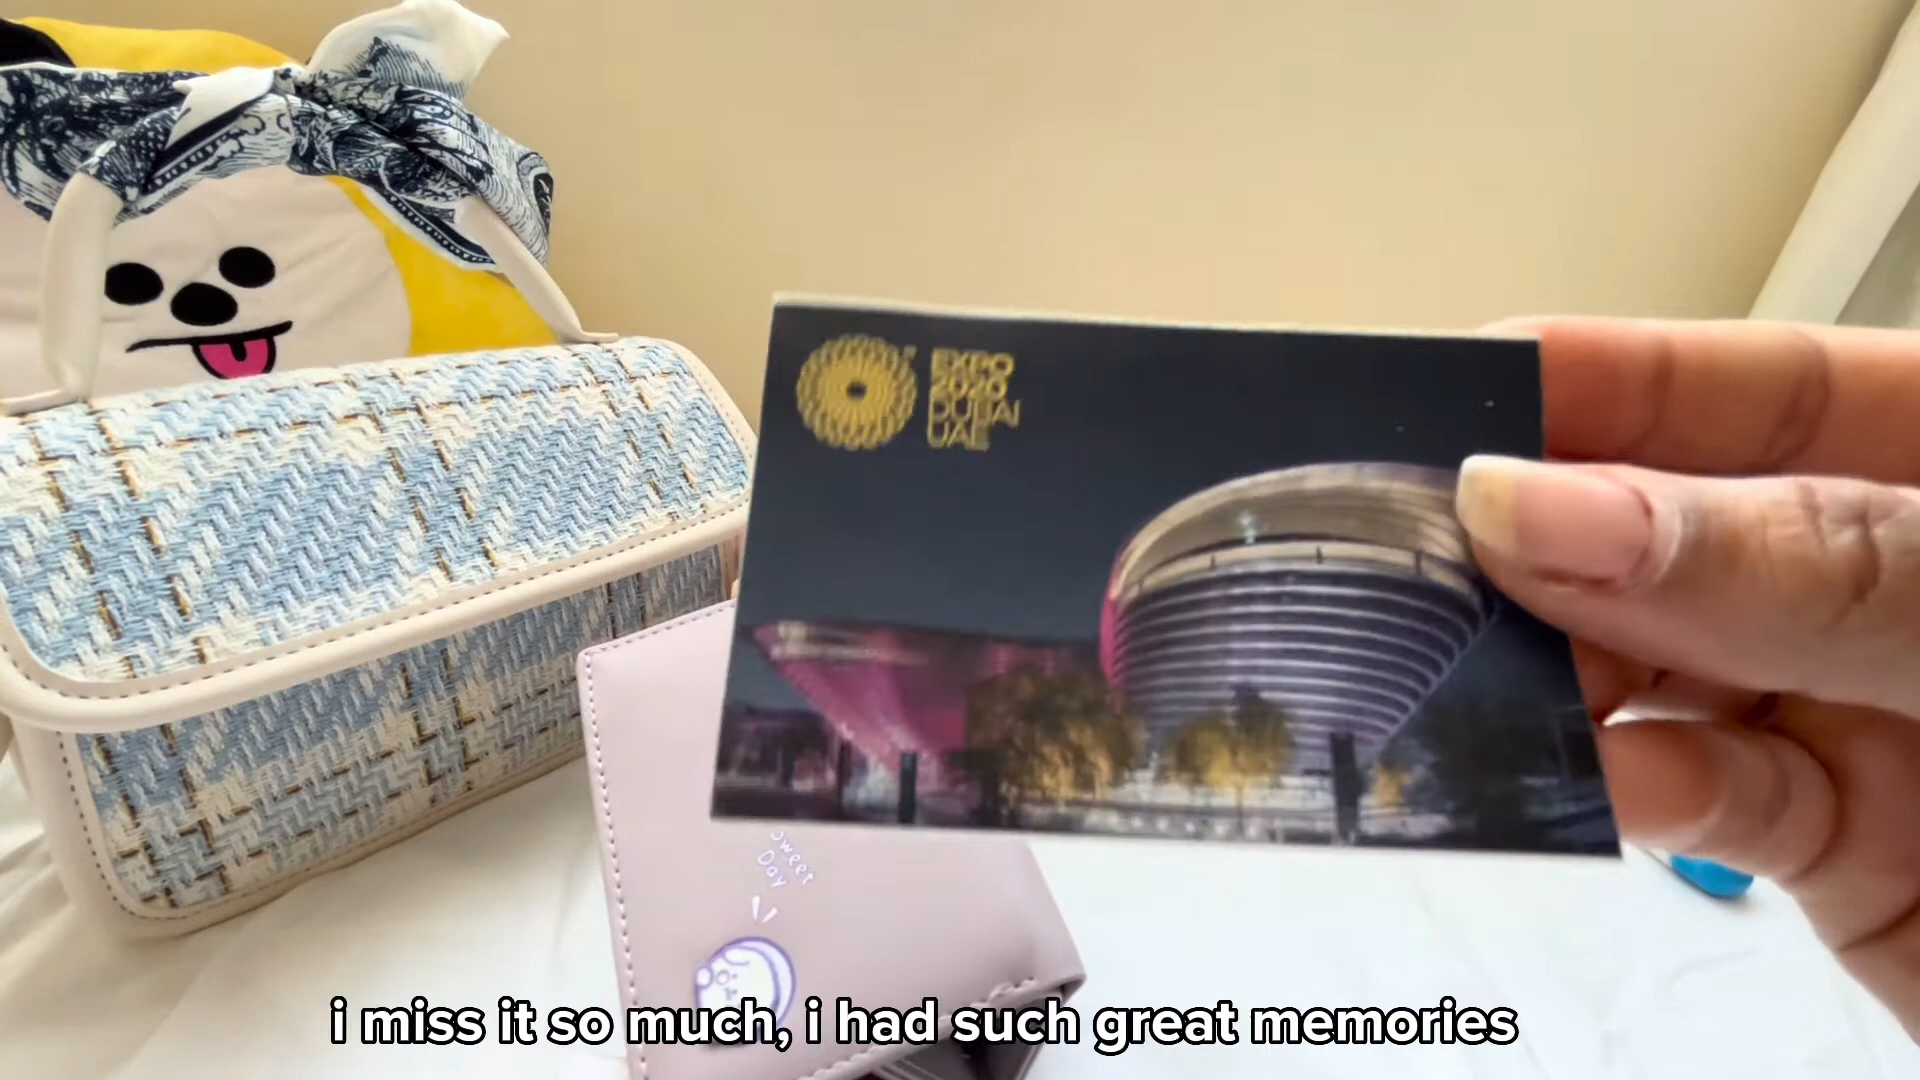 EXPO
2020
DUBAI
UAE
Sweet
Day
i miss it so much, i had such great memories